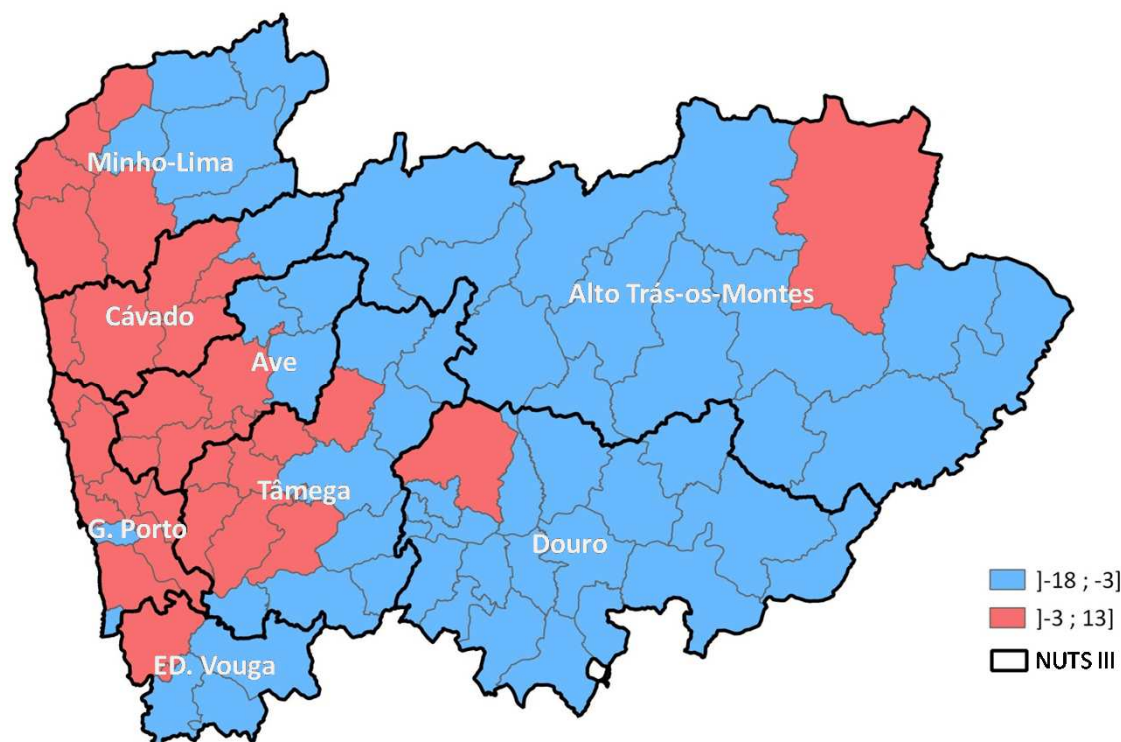 Minho-Lima
Cávado
Alto Trás-os-Montes
Ave
Tâmega
G. Porto
Douro
ED. Vouga
]-18 ; -3]
]-3 ; 13]
NUTS III